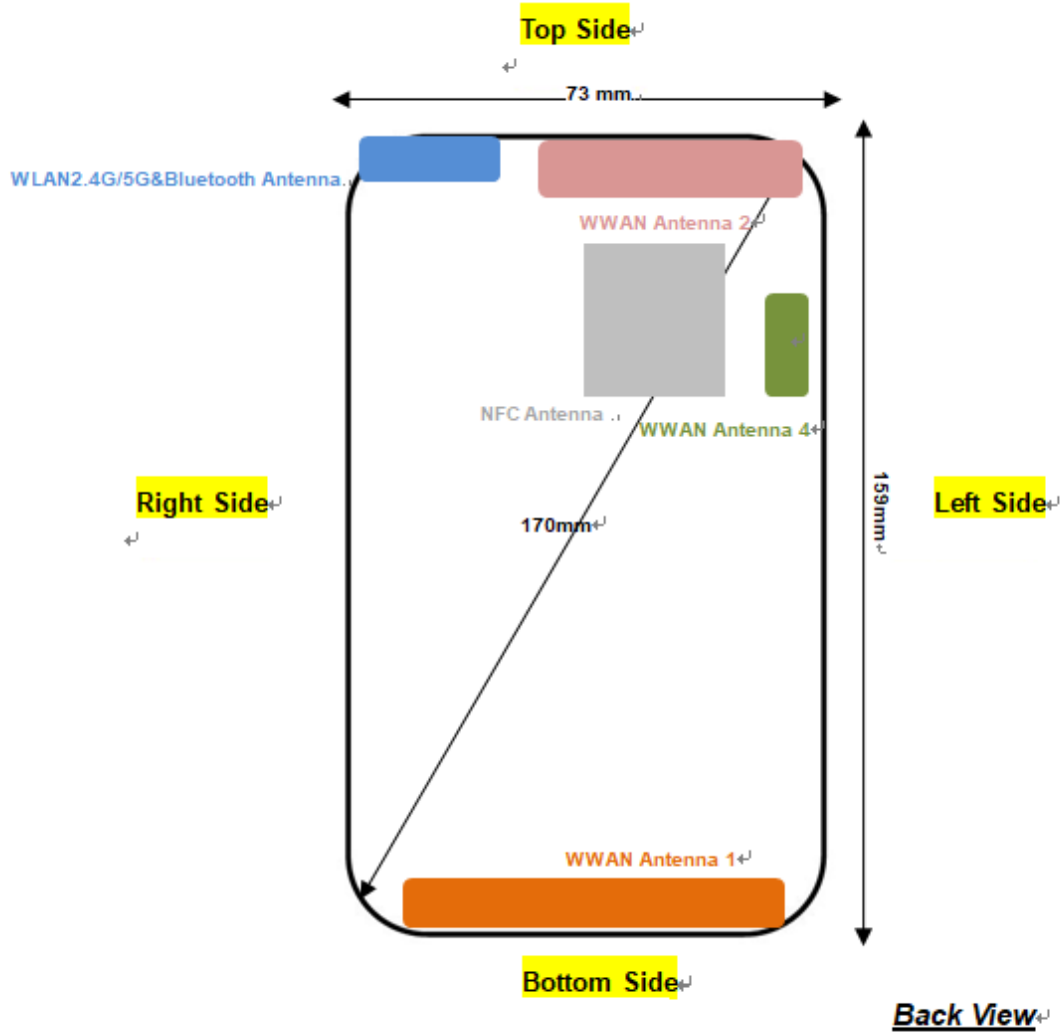 Top Side
73 mm
WLAN2.4G/5G&Bluetooth Antenna
WWAN Antenna 2
NFC Antenna
WWAN Antenna 4
Right Side
159mm
Left Side
170mm
WWAN Antenna 1
Bottom Side
Back View